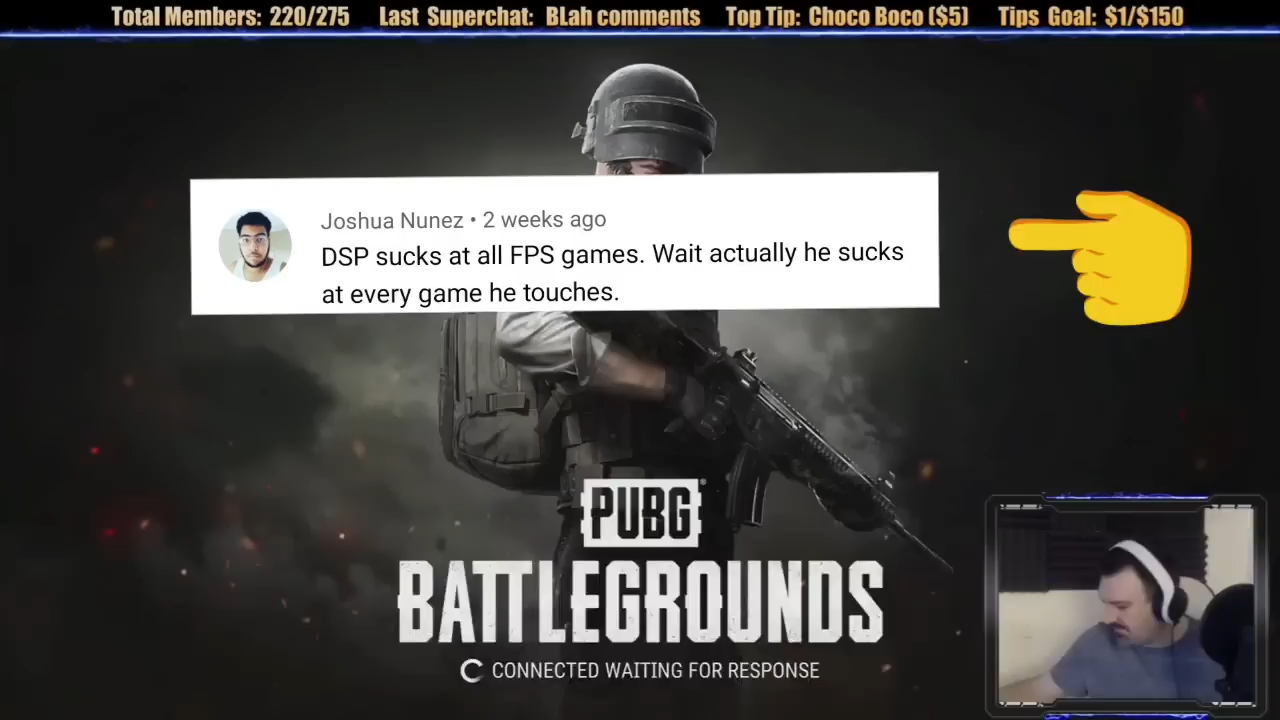 Total Members: 220/275 Last Superchat: BLah comments Top Tip: Choco Boco ($5) Tips Goal: $1/$150
Joshua Nunez • 2 weeks ago
DSP sucks at all FPS games. Wait actually he sucks
at every game he touches.
PUBG
BATTLEGROUNDS
CONNECTED WAITING FOR RESPONSE